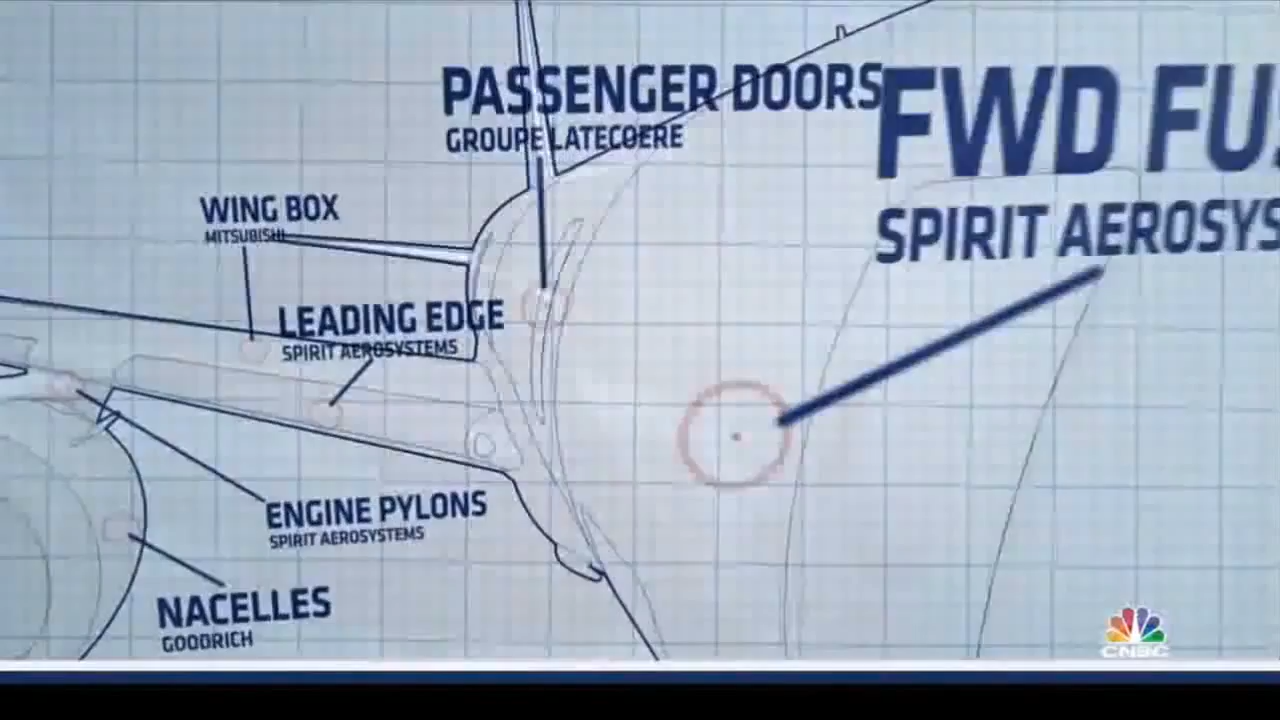 PASSENGER DOORS
GROUPE LATECOERE
FWD FU
SPIRIT AEROSYS
WING BOX
MITSUBISHI
LEADING EDGE
SPIRIT AEROSYSTEMS
ENGINE PYLONS
SPIRIT AEROSYSTEMS
NACELLES
GOODRICH
CNBC